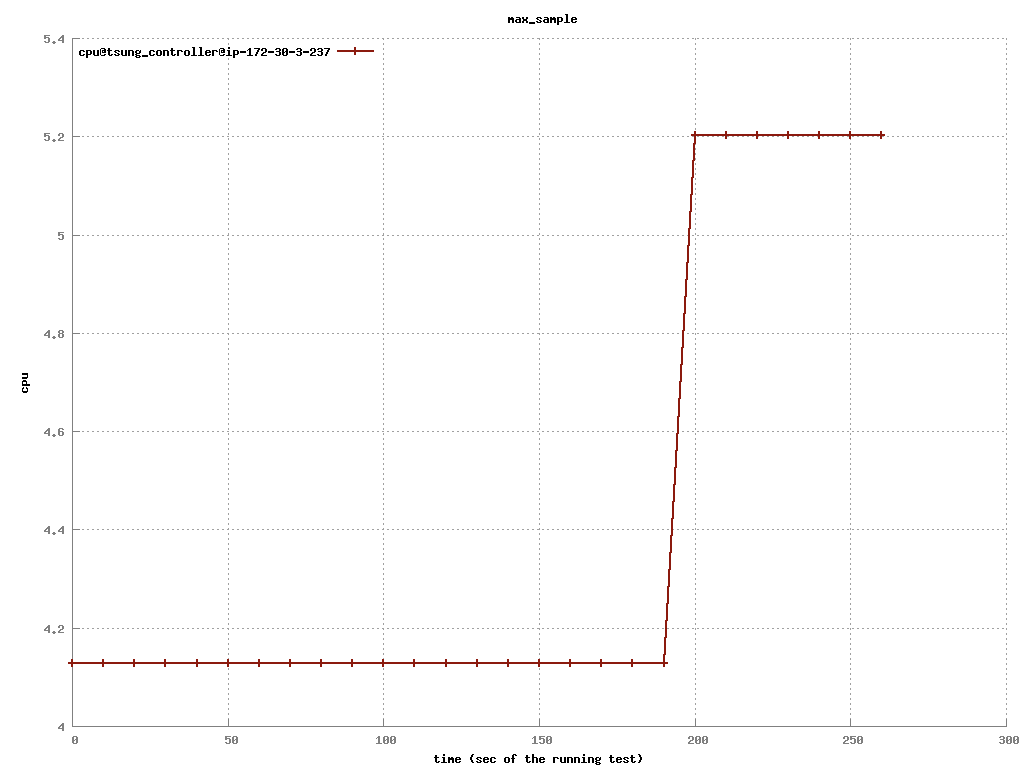 max_sample
cpu@tsung_controller@ip-172-30-3-237
5.4
5.2
5
4.8
4.6
4.4
4.2
4
cpu
0 50 100 150 200 250 300
time (sec of the running test)